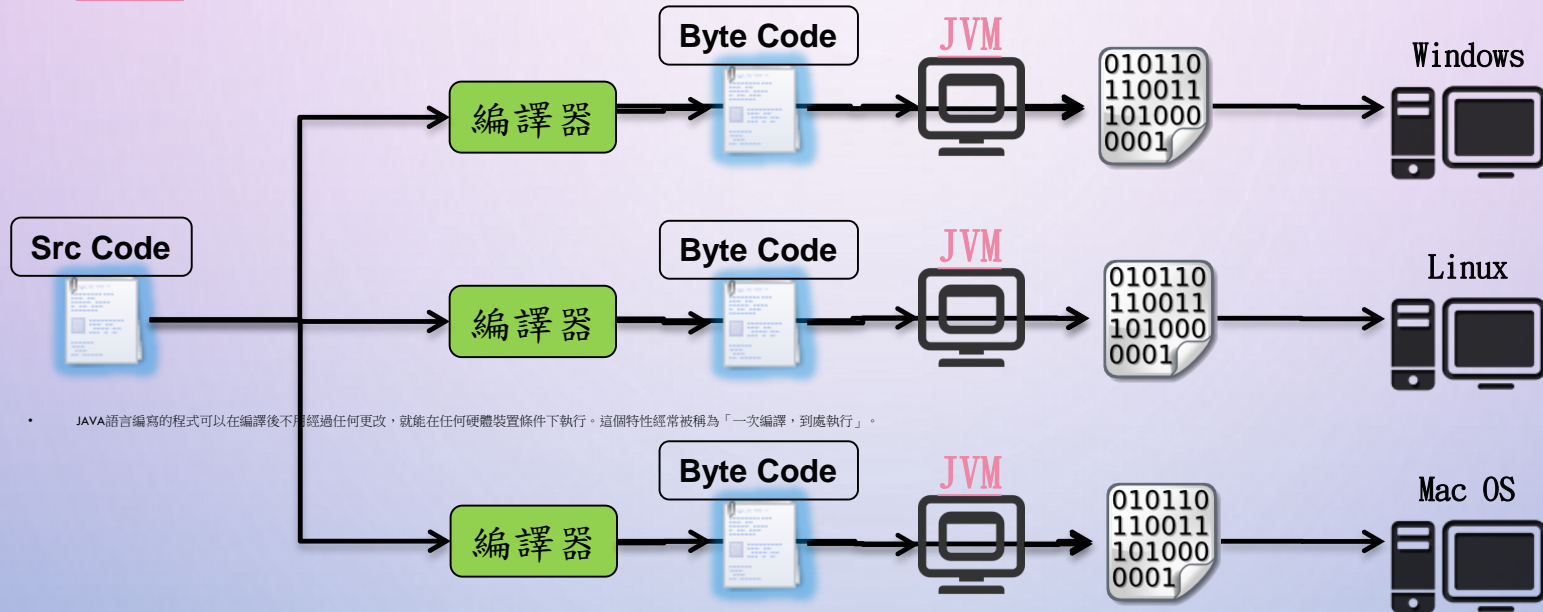 Byte Code
JVM
Windows
編譯器
010110
110011
101000
0001
Src Code
Byte Code
JVM
Linux
編譯器
010110
110011
101000
0001
• JAVA語言編寫的程式可以在編譯後不用經過任何更改,就能在任何硬體裝置條件下執行。這個特性經常被稱為「一次編譯,到處執行」。
Byte Code
JVM
Mac OS
編譯器
010110
110011
101000
0001